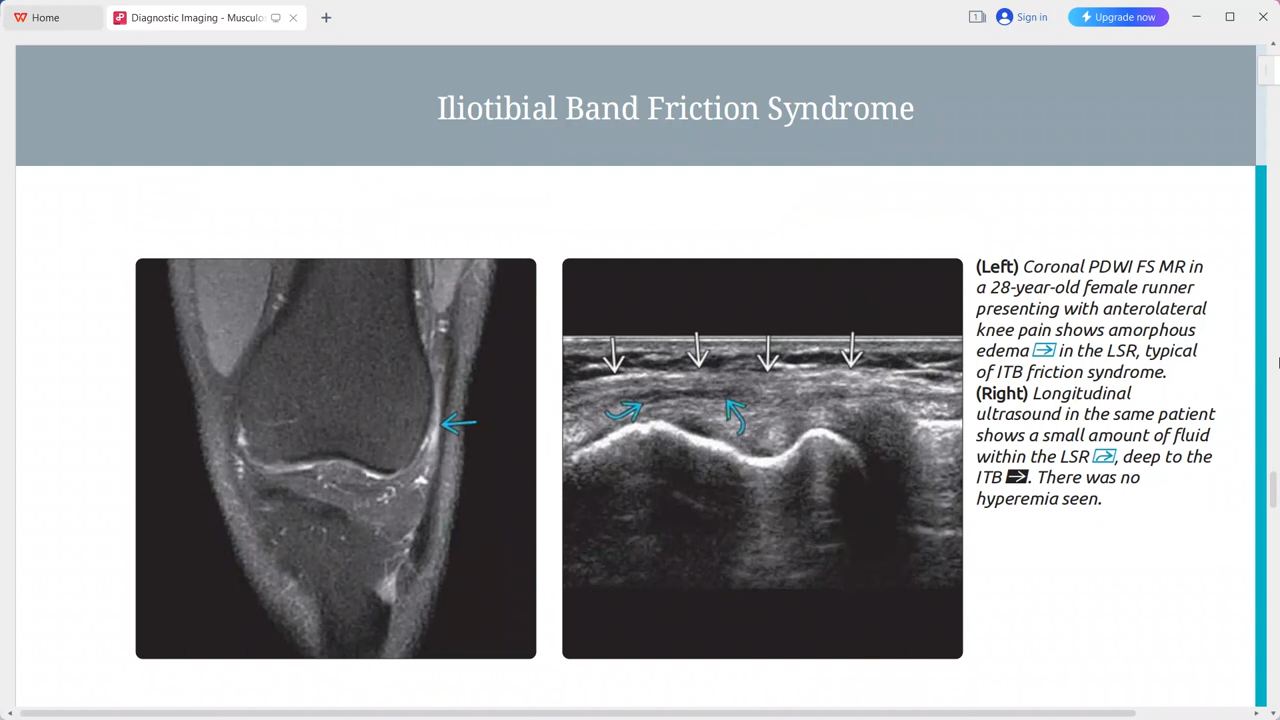 Home
Diagnostic Imaging - Musculo
1
Sign in
Upgrade now
Iliotibial Band Friction Syndrome
(Left) Coronal PDWI FS MR in
a 28-year-old female runner
presenting with anterolateral
knee pain shows amorphous
edema in the LSR, typical
of ITB friction syndrome.
(Right) Longitudinal
ultrasound in the same patient
shows a small amount of fluid
within the LSR , deep to the
ITB . There was no
hyperemia seen.